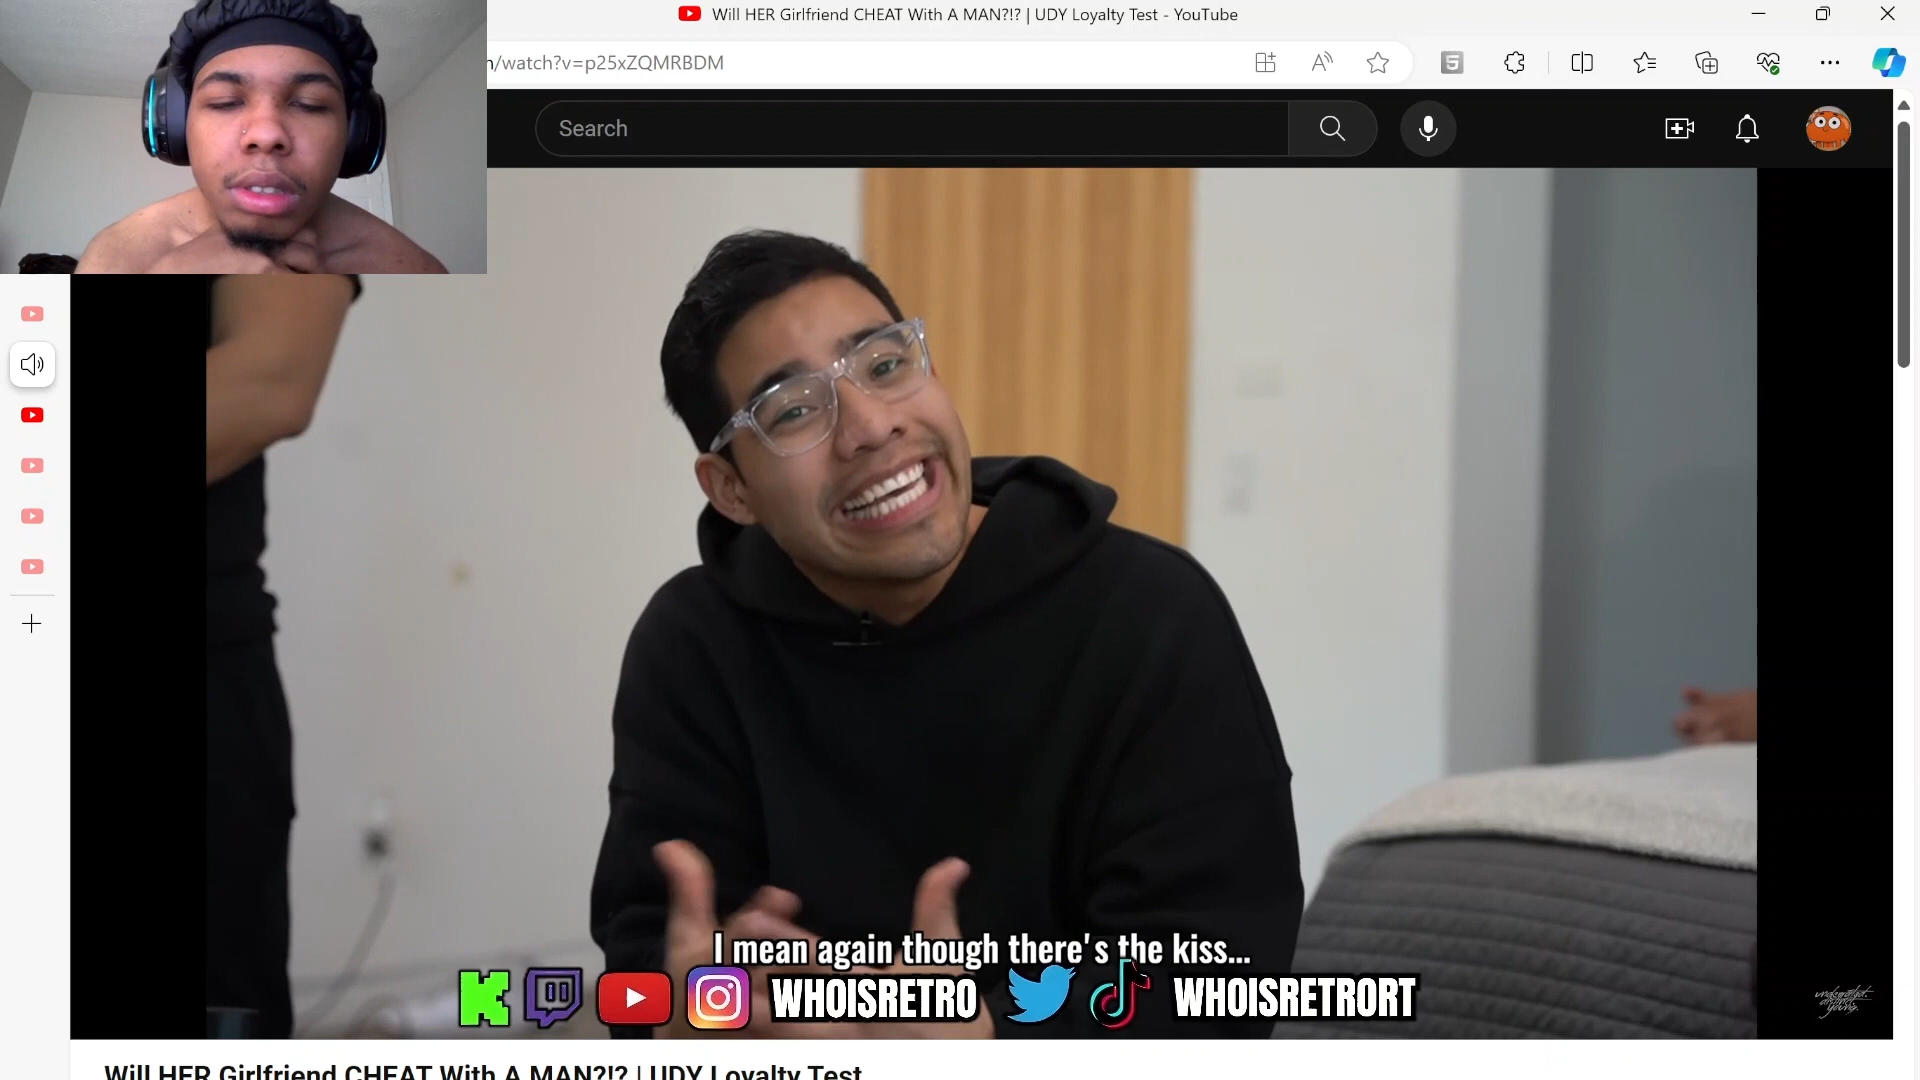 Will HER Girlfriend CHEAT With A MAN?!? | UDY Loyalty Test - YouTube
/watch?v=p25xZQMRBDM
Search
I mean again though there's the kiss...
WHOISRETRO
WHOISRETRORT
Will HER Girlfriend CHEAT With A MAN?!? | UDY Loyalty Test